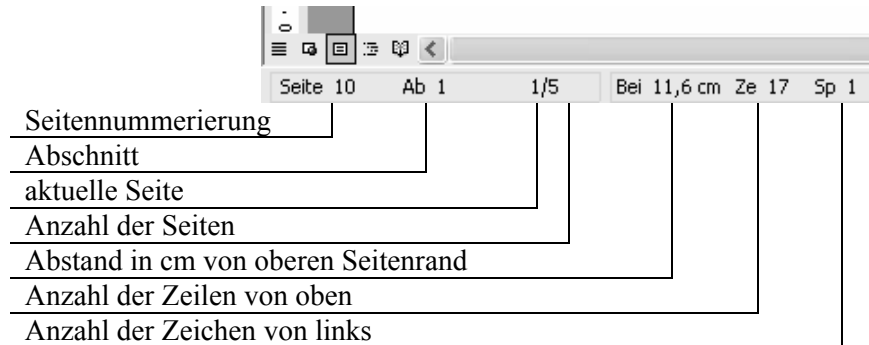 Seite 10 Ab 1 1/5 Bei 11,6 cm Ze 17 Sp 1
Seitennummerierung
Abschnitt
aktuelle Seite
Anzahl der Seiten
Abstand in cm von oberen Seitenrand
Anzahl der Zeilen von oben
Anzahl der Zeichen von links